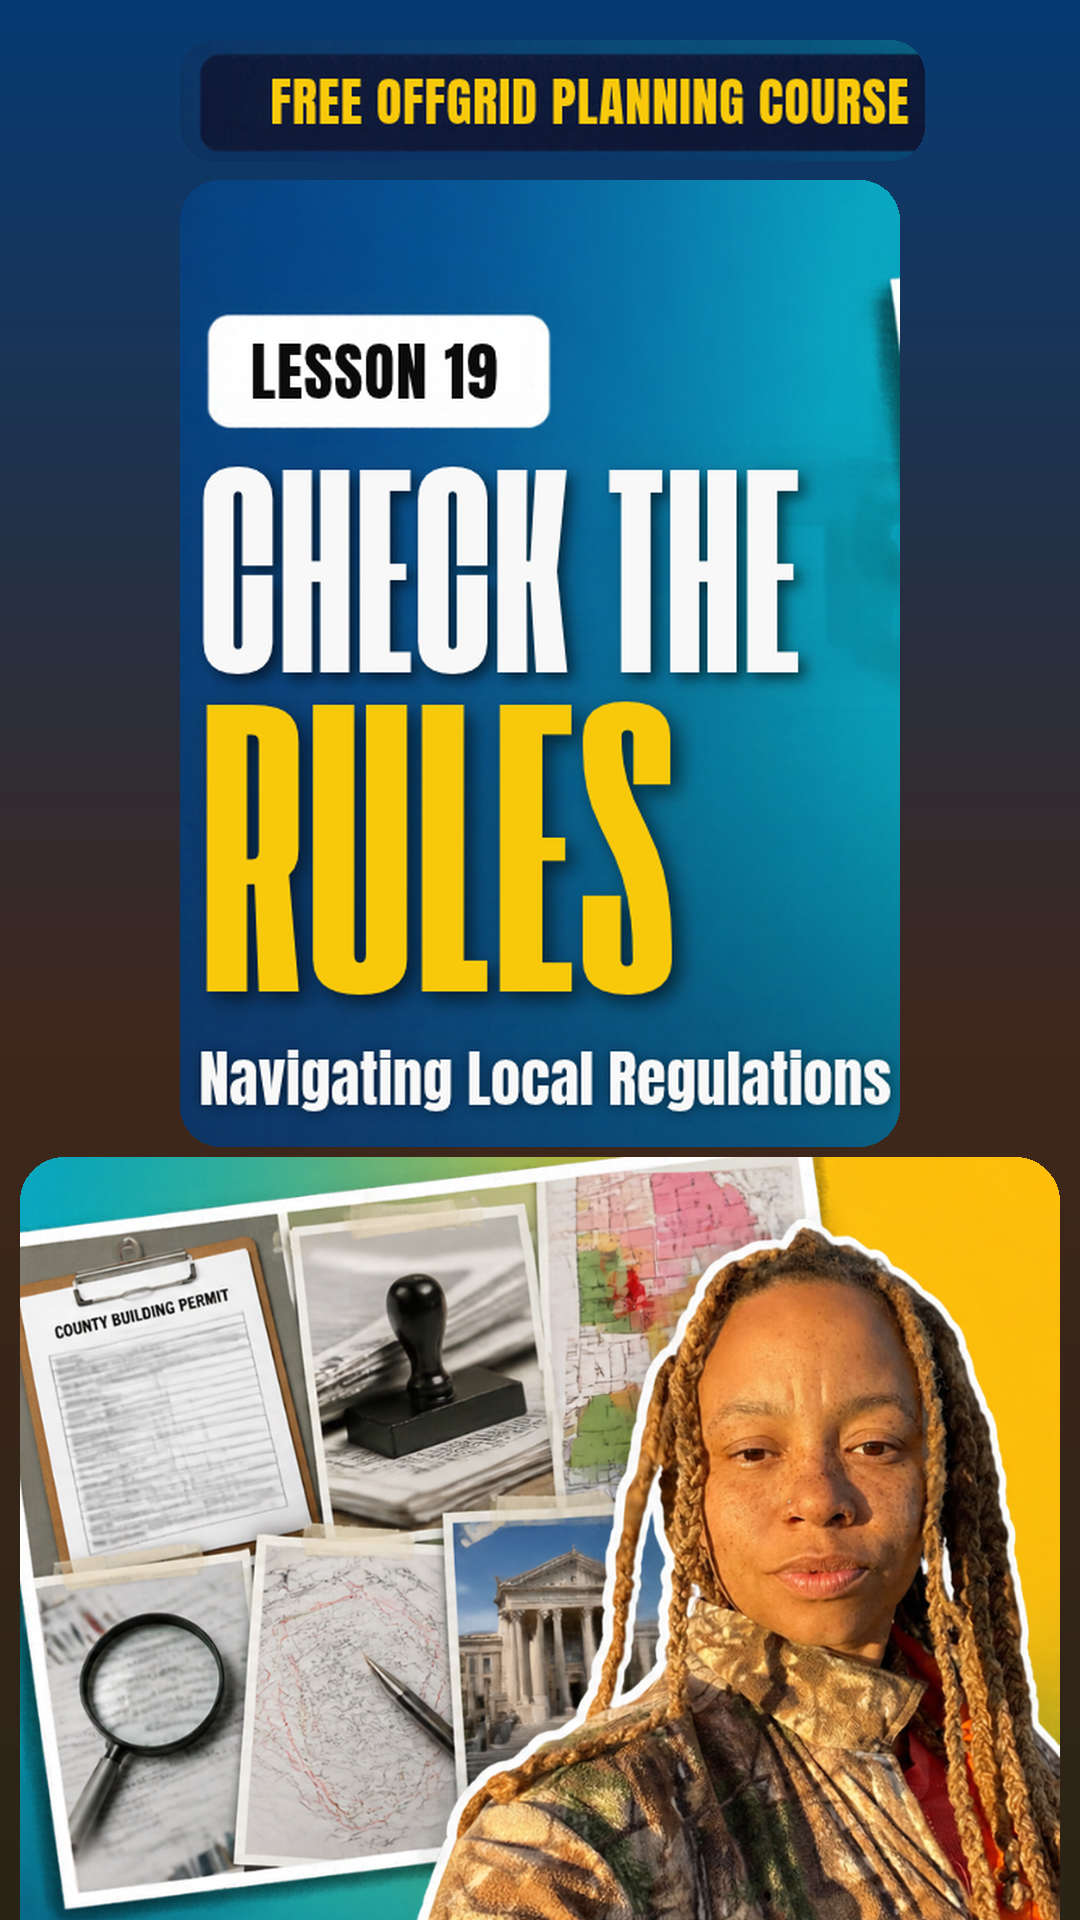 FREE OFFGRID PLANNING COURSE
LESSON 19
CHECK THE
RULES
Navigating Local Regulations
COUNTY BUILDING PERMIT